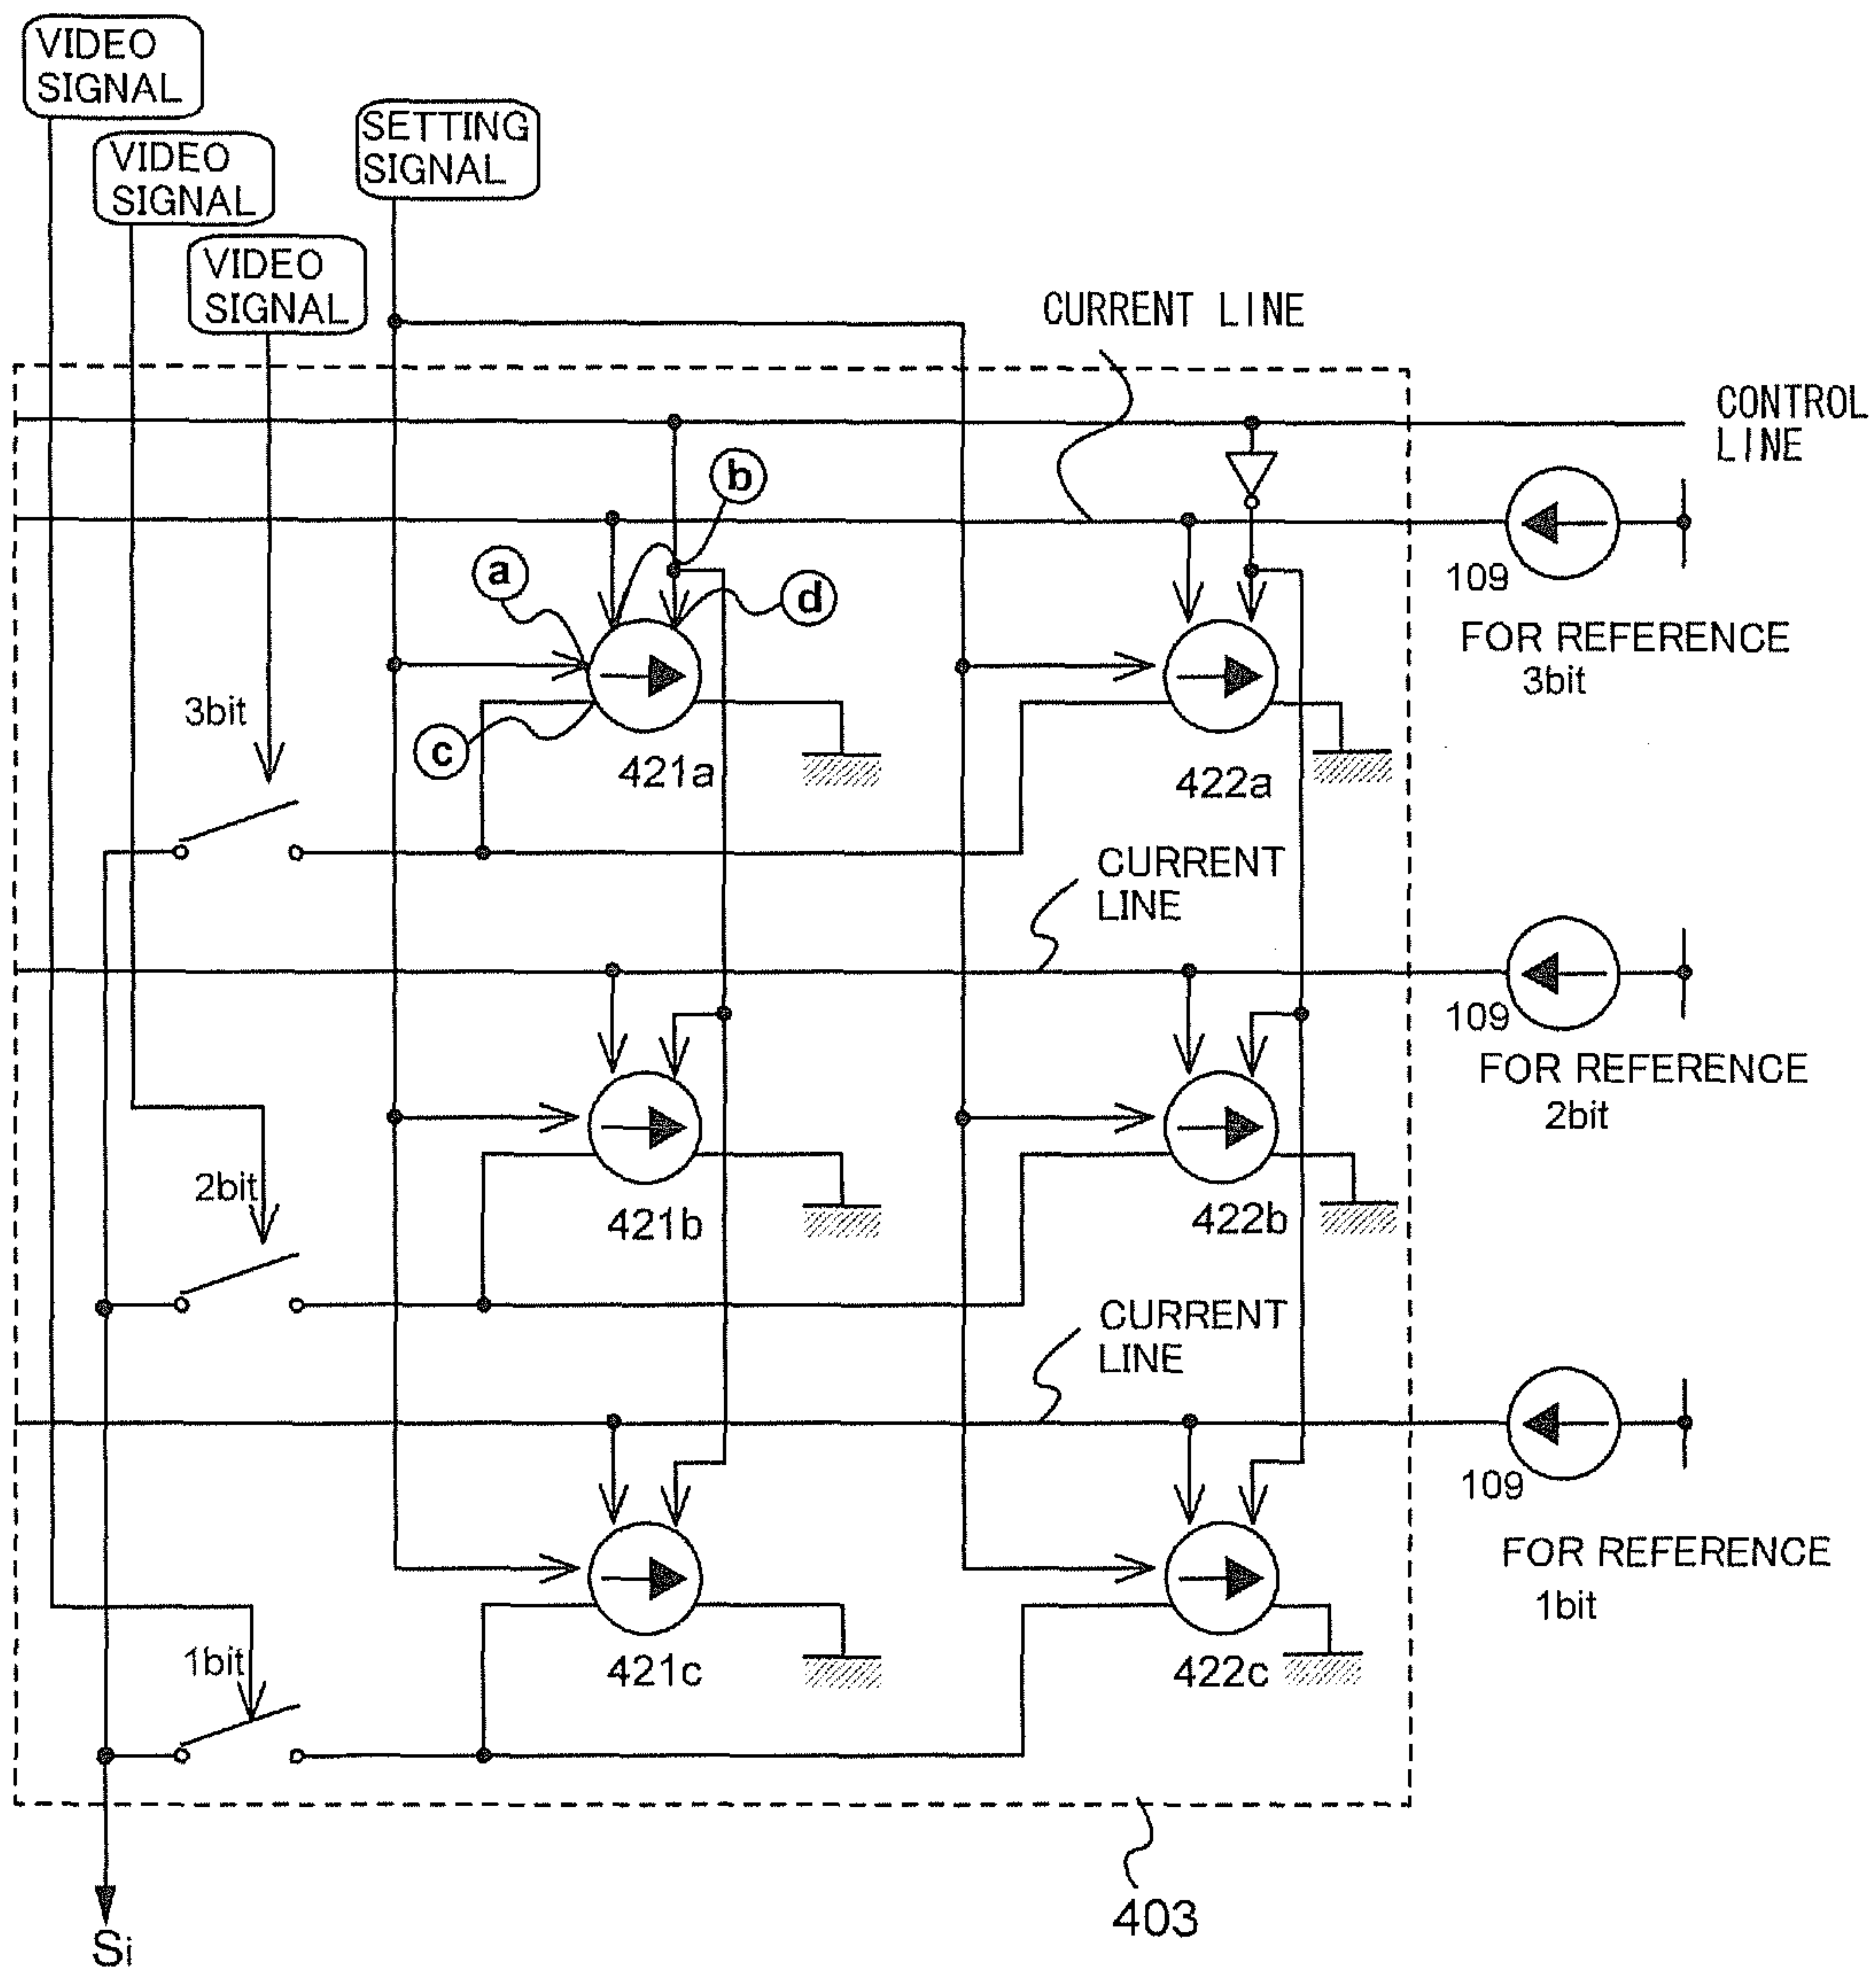 VIDEO
SIGNAL
VIDEO
SIGNAL
VIDEO
SIGNAL
SETTING
SIGNAL
CURRENT LINE
CONTROL
LINE
b
a
d
c
109
FOR REFERENCE
3bit
3bit
421a
422a
CURRENT
LINE
109
FOR REFERENCE
2bit
2bit
421b
422b
CURRENT
LINE
109
FOR REFERENCE
1bit
1bit
421c
422c
403
Si